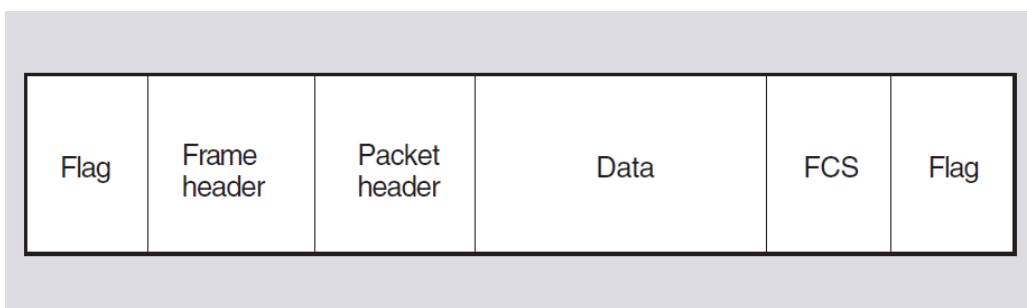 Flag
Frame
header
Packet
header
Data
FCS
Flag